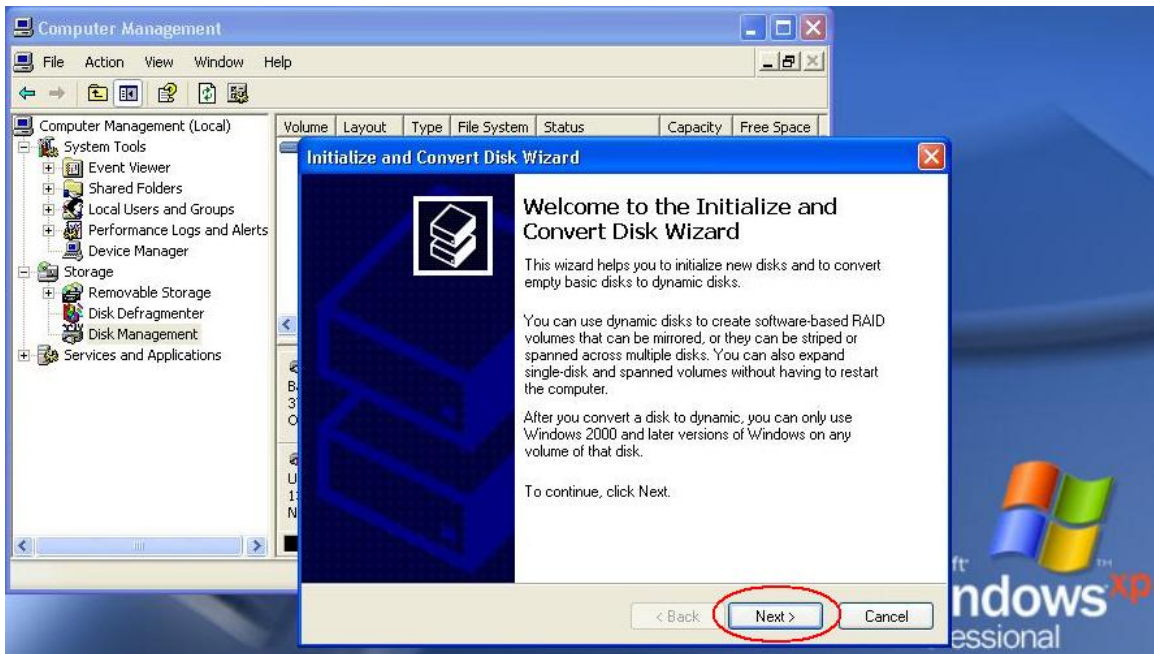 Computer Management
File Action View Window Help
Computer Management (Local)
System Tools
Event Viewer
Shared Folders
Local Users and Groups
Performance Logs and Alerts
Device Manager
Storage
Removable Storage
Disk Defragmenter
Disk Management
Services and Applications
Volume Layout Type File System Status Capacity Free Space
Initialize and Convert Disk Wizard
Welcome to the Initialize and
Convert Disk Wizard
This wizard helps you to initialize new disks and to convert
empty basic disks to dynamic disks.
You can use dynamic disks to create software-based RAID
volumes that can be mirrored, or they can be striped or
spanned across multiple disks. You can also expand
single-disk and spanned volumes without having to restart
the computer.
After you convert a disk to dynamic, you can only use
Windows 2000 and later versions of Windows on any
volume of that disk.
To continue, click Next.
< Back Next > Cancel
ft
ndows xp
essional